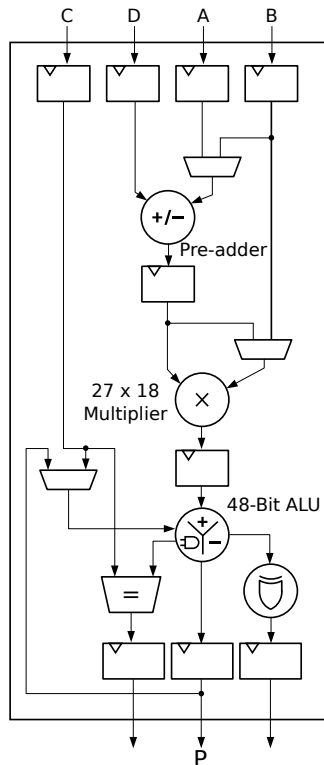 C D A B
+/−
Pre-adder
27 x 18
Multiplier
×
48-Bit ALU
+
−
=
P